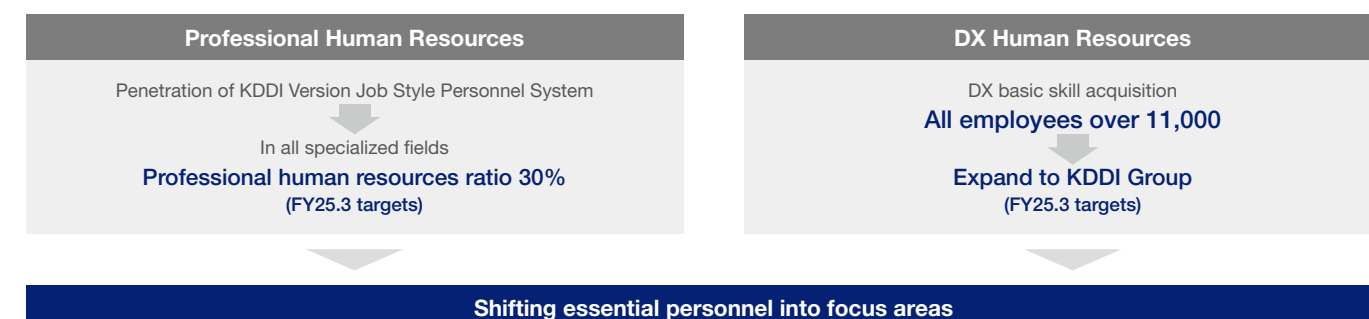 Professional Human Resources
Penetration of KDDI Version Job Style Personnel System
In all specialized fields
Professional human resources ratio 30%
(FY25.3 targets)
DX Human Resources
DX basic skill acquisition
All employees over 11,000
Expand to KDDI Group
(FY25.3 targets)
Shifting essential personnel into focus areas